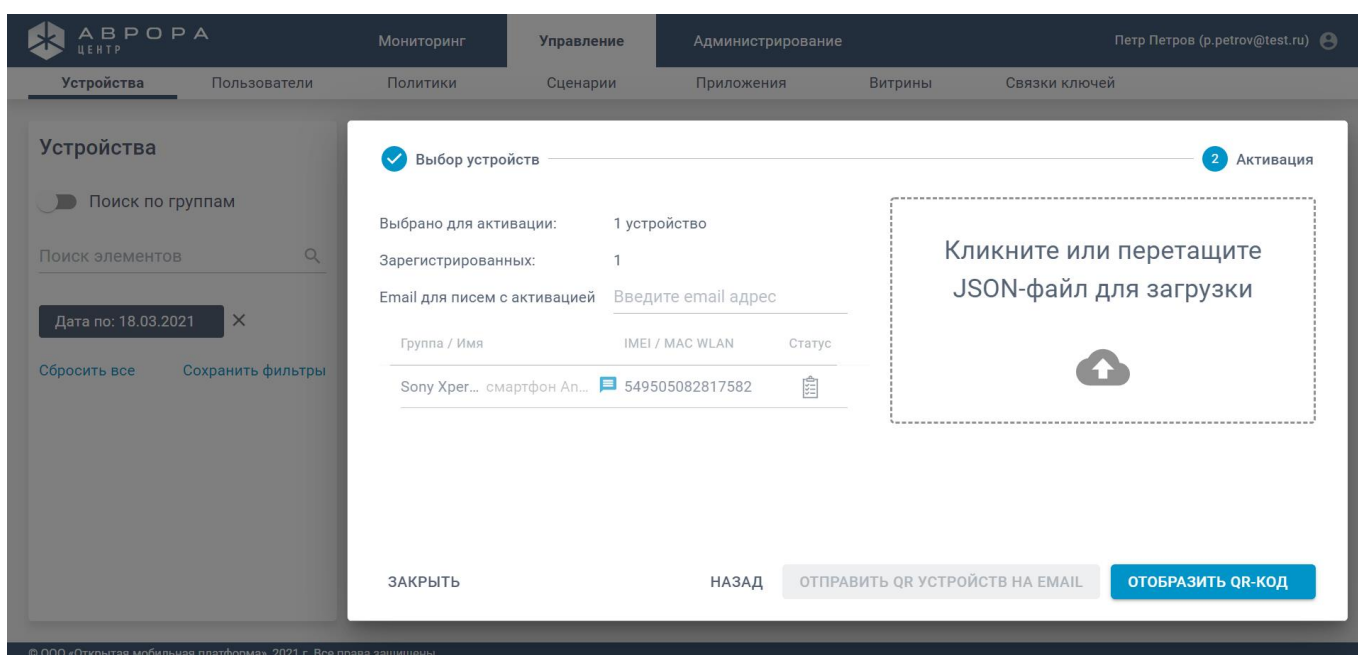 АВРОРА
ЦЕНТР
Мониторинг Управление Администрирование Петр Петров (p.petrov@test.ru)
Устройства Пользователи Политики Сценарии Приложения Витрины Связки ключей
Устройства
Поиск по группам
Поиск элементов
Дата по: 18.03.2021
Сбросить все Сохранить фильтры
Выбор устройств 2 Активация
Выбрано для активации: 1 устройство
Зарегистрированных: 1
Email для писем с активацией Введите email адрес
Группа / Имя IMEI / MAC WLAN Статус
Sony Xper... смартфон An... 549505082817582
Кликните или перетащите
JSON-файл для загрузки
ЗАКРЫТЬ НАЗАД ОТПРАВИТЬ QR УСТРОЙСТВ НА EMAIL ОТОБРАЗИТЬ QR-КОД
© ООО «Открытая мобильная платформа», 2021 г. Все права защищены